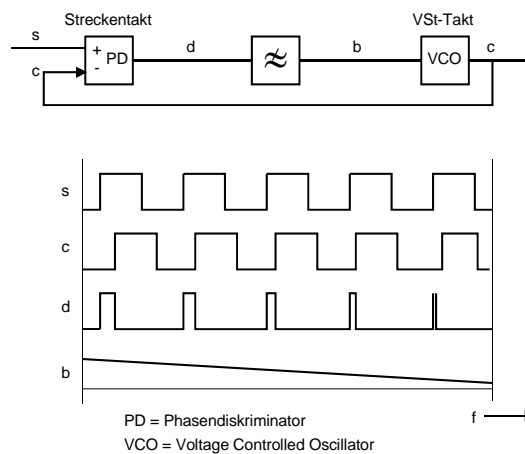 Streckentakt
VSt-Takt
s
+
PD
-
c
d
≈
b
VCO
c
s
c
d
b
PD = Phasendiskriminator
f
VCO = Voltage Controlled Oscillator